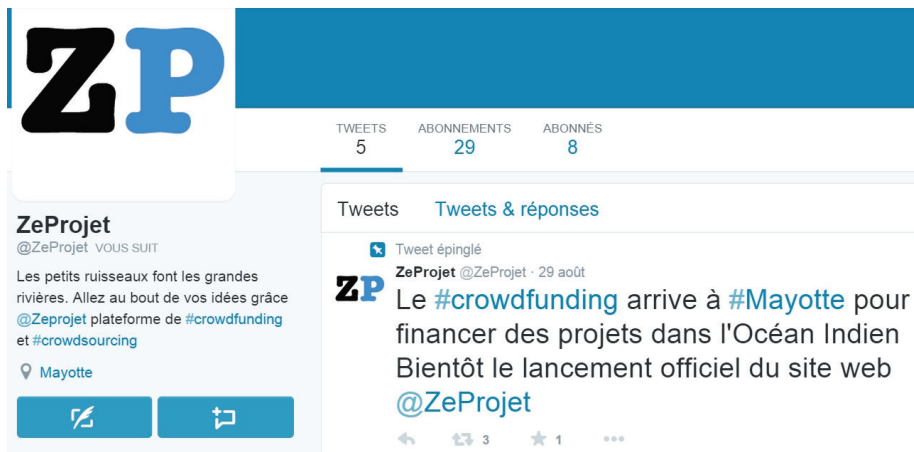 ZP
TWEETS ABONNEMENTS ABONNÉS
5 29 8
ZeProjet
@ZeProjet VOUS SUIT
Les petits ruisseaux font les grandes
rivières. Allez au bout de vos idées grâce
@Zeprojet plateforme de #crowdfunding
et #crowdsourcing
Mayotte
Tweets Tweets & réponses
Tweet épinglé
ZP
ZeProjet @ZeProjet · 29 août
Le #crowdfunding arrive à #Mayotte pour
financer des projets dans l'Océan Indien
Bientôt le lancement officiel du site web
@ZeProjet
3 1